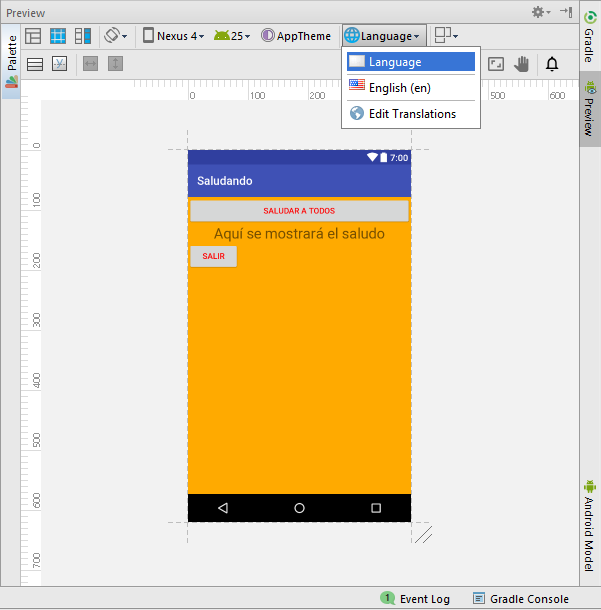 Preview
Palette
Nexus 4
25
AppTheme
Language
Language
English (en)
Edit Translations
0
100
200
500
600
0
100
200
300
400
500
600
700
7:00
Saludando
SALUDAR A TODOS
Aquí se mostrará el saludo
SALIR
Gradle
Preview
Android Model
1 Event Log
Gradle Console